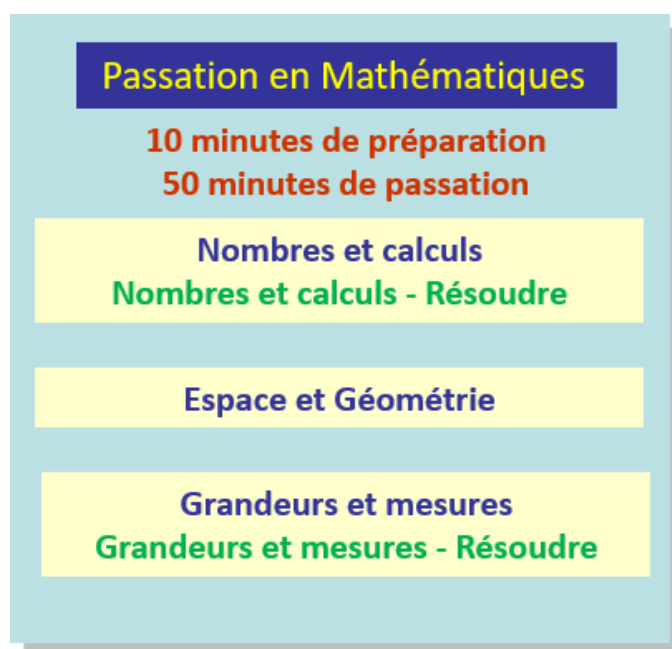 Passation en Mathématiques
10 minutes de préparation
50 minutes de passation
Nombres et calculs
Nombres et calculs - Résoudre
Espace et Géométrie
Grandeurs et mesures
Grandeurs et mesures - Résoudre